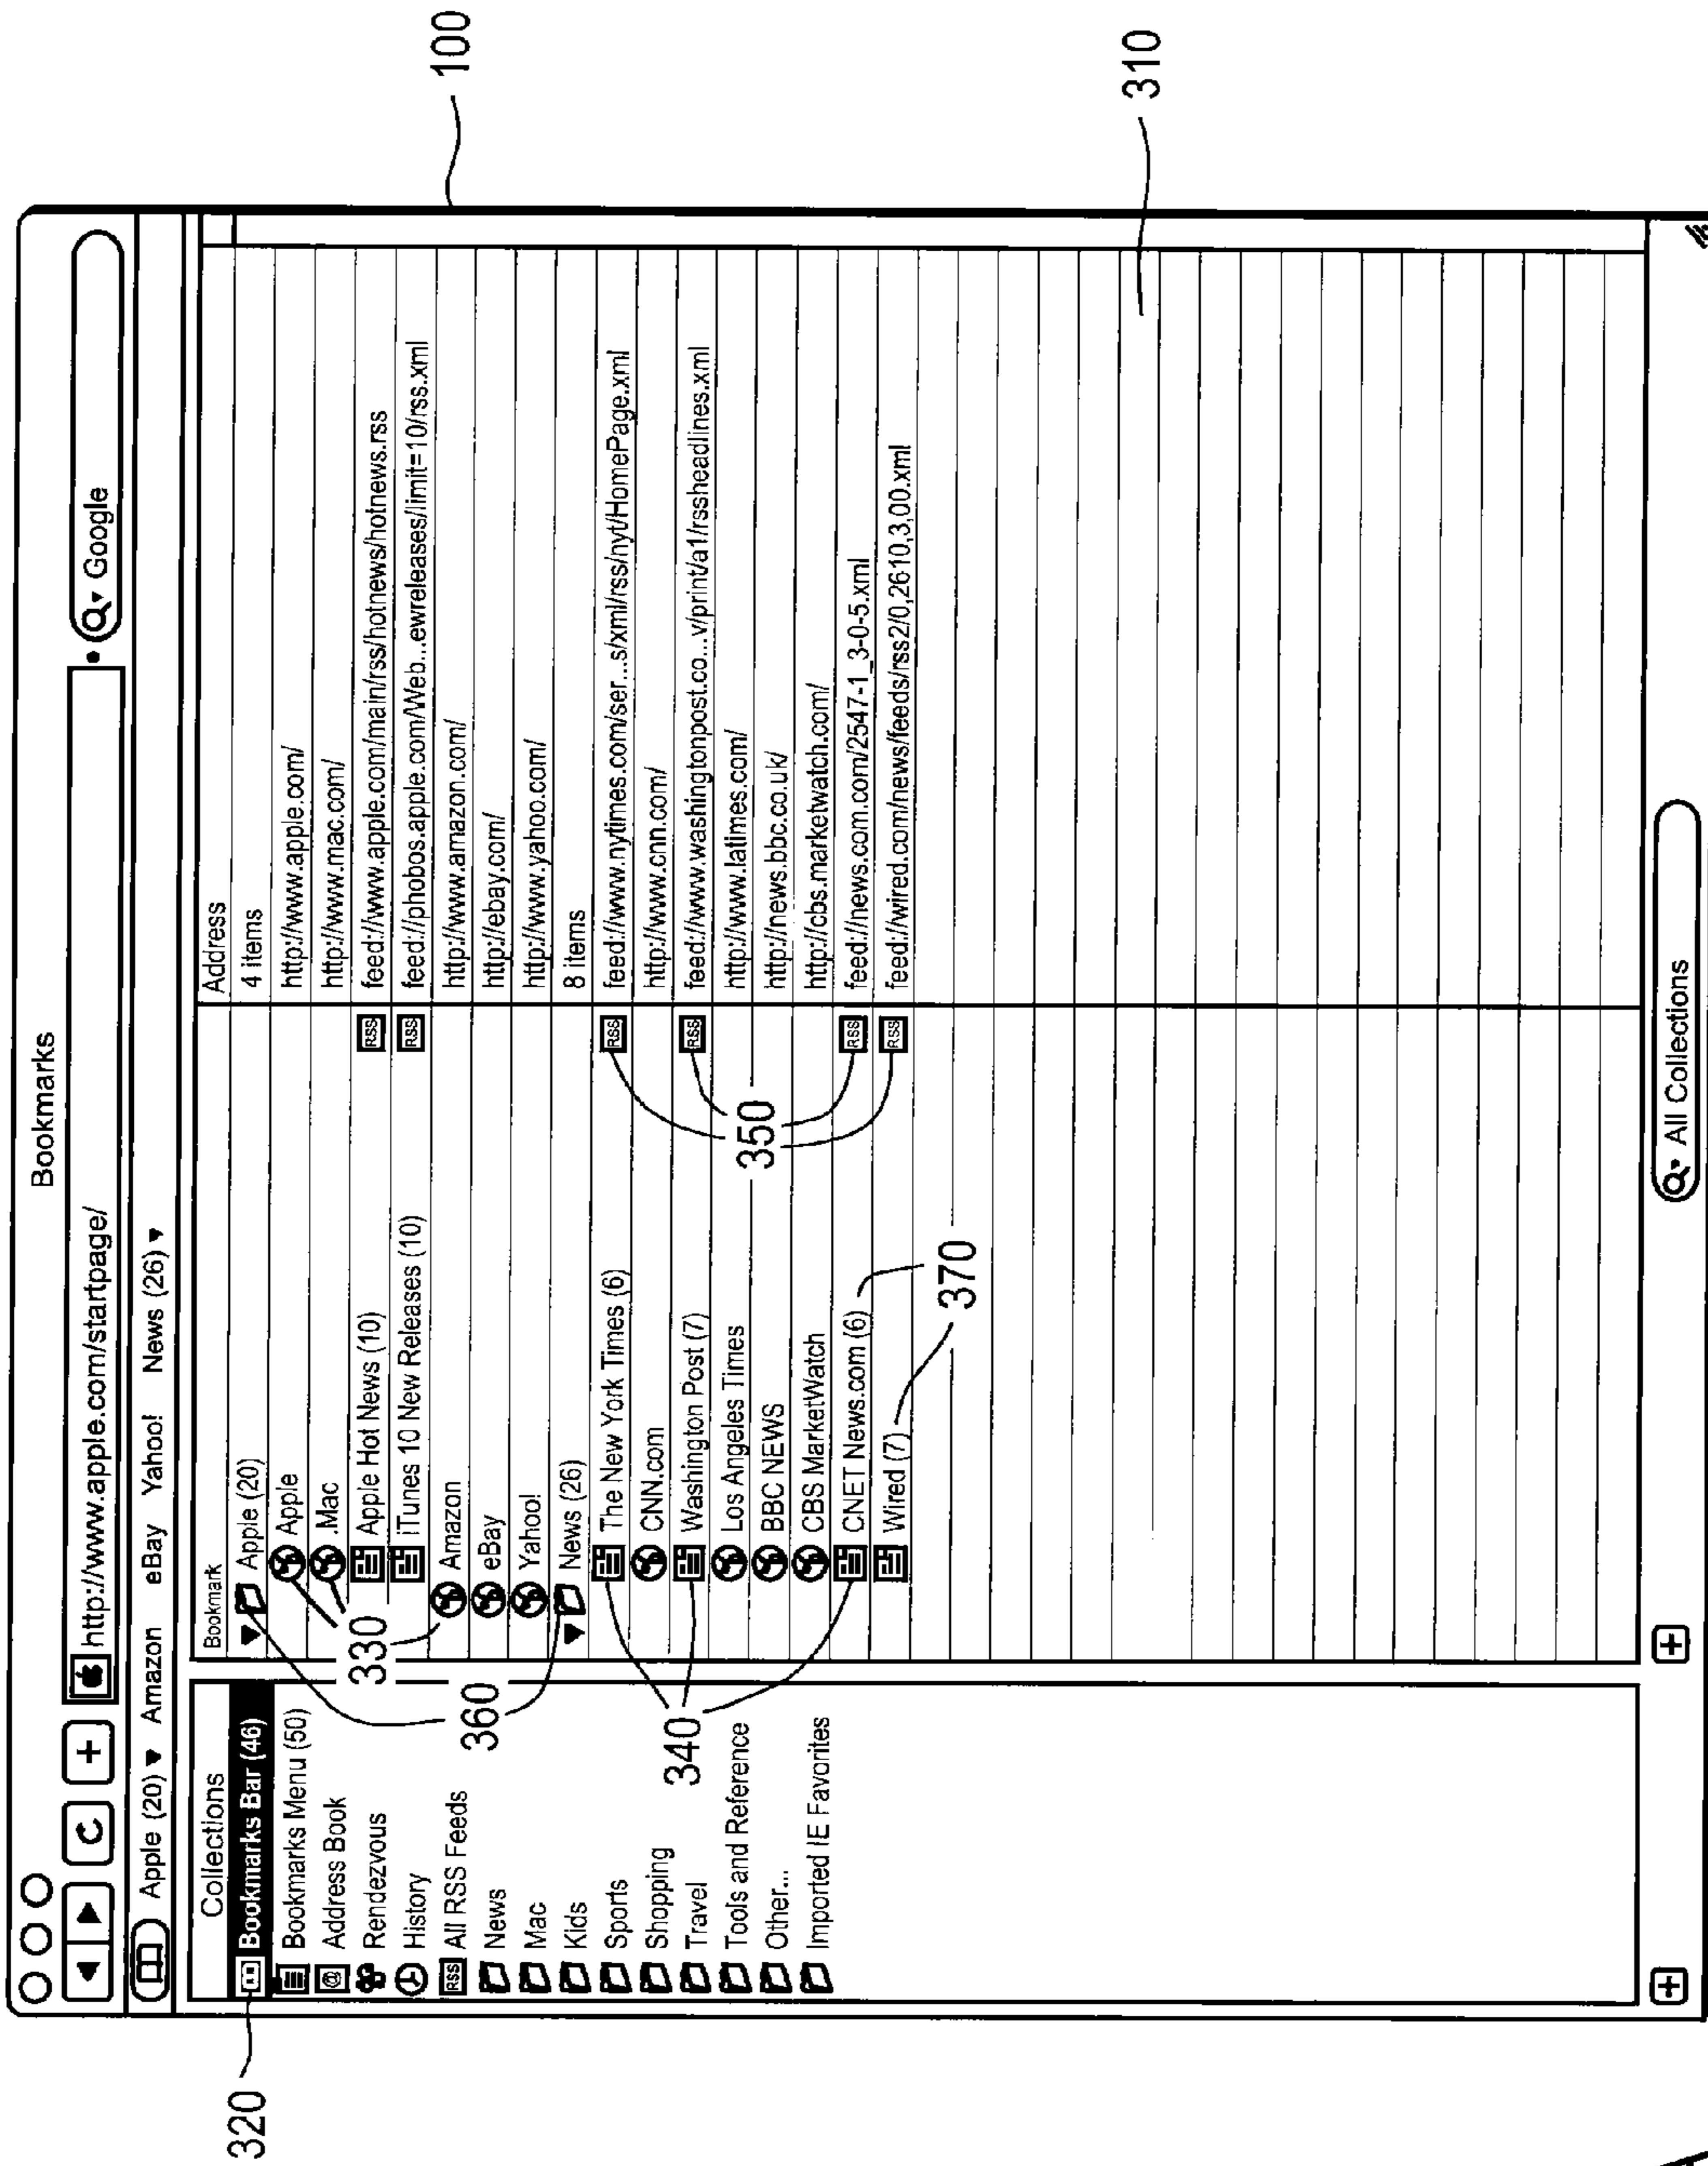 Bookmarks
http://www.apple.com/startpage/
Google
Apple (20) Amazon eBay Yahoo! News (26)
100
320
Collections
Bookmarks Bar (46)
Bookmarks Menu (50)
@ Address Book
Rendezvous
History
RSS All RSS Feeds
News
Mac
Kids
Sports
Shopping
Travel
Tools and Reference
Other...
Imported IE Favorites
Bookmark Address
Apple (20) 4 items
Apple http://www.apple.com/
.Mac http://www.mac.com/
Apple Hot News (10) RSS feed://www.apple.com/main/rss/hotnews/hotnews.rss
iTunes 10 New Releases (10) RSS feed://phobos.apple.com/Web...ewreleases/limit=10/rss.xml
Amazon http://www.amazon.com/
eBay http://ebay.com/
Yahoo! http://www.yahoo.com/
News (26) 8 items
The New York Times (6) RSS feed://www.nytimes.com/ser...s/xml/rss/nyt/HomePage.xml
CNN.com http://www.cnn.com/
Washington Post (7) RSS feed://www.washingtonpost.co...v/print/a1/rssheadlines.xml
Los Angeles Times http://www.latimes.com/
BBC NEWS http://news.bbc.co.uk/
CBS MarketWatch http://cbs.marketwatch.com/
CNET News.com (6) RSS feed://news.com.com/2547-1_3-0-5.xml
Wired (7) RSS feed://wired.com/news/feeds/rss2/0,2610,3,00.xml
330
360
340
350
370
310
All Collections